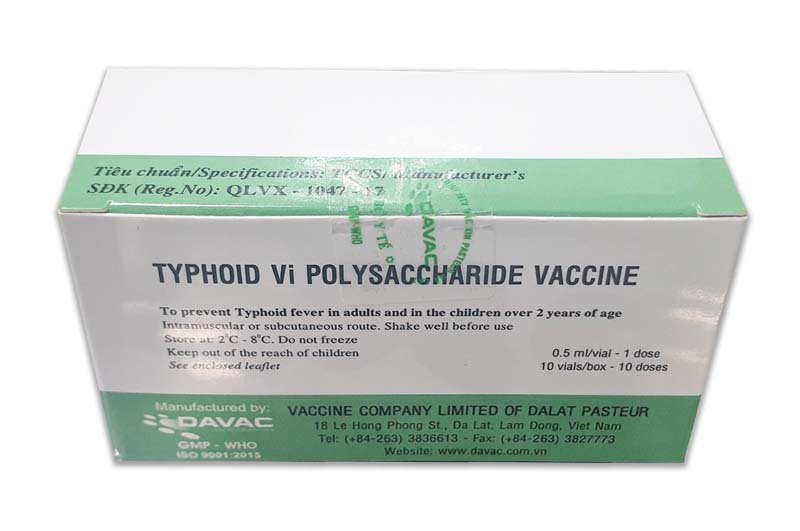 Tiêu chuẩn/Specifications: TCCS/ Manufacturer's
SĐK (Reg.No): QLVX - 1047 - 17
BỘ Y TẾ
GMP-WHO
DAVAC
TYPHOID Vi POLYSACCHARIDE VACCINE
To prevent Typhoid fever in adults and in the children over 2 years of age
Intramuscular or subcutaneous route. Shake well before use
Store at: 2°C - 8°C. Do not freeze
Keep out of the reach of children
0.5 ml/vial - 1 dose
See enclosed leaflet
10 vials/box - 10 doses
Manufactured by:
DAVAC
GMP - WHO
ISO 9001:2015
VACCINE COMPANY LIMITED OF DALAT PASTEUR
18 Le Hong Phong St., Da Lat, Lam Dong, Viet Nam
Tel: (+84-263) 3836613 - Fax: (+84-263) 3827773
Website: www.davac.com.vn